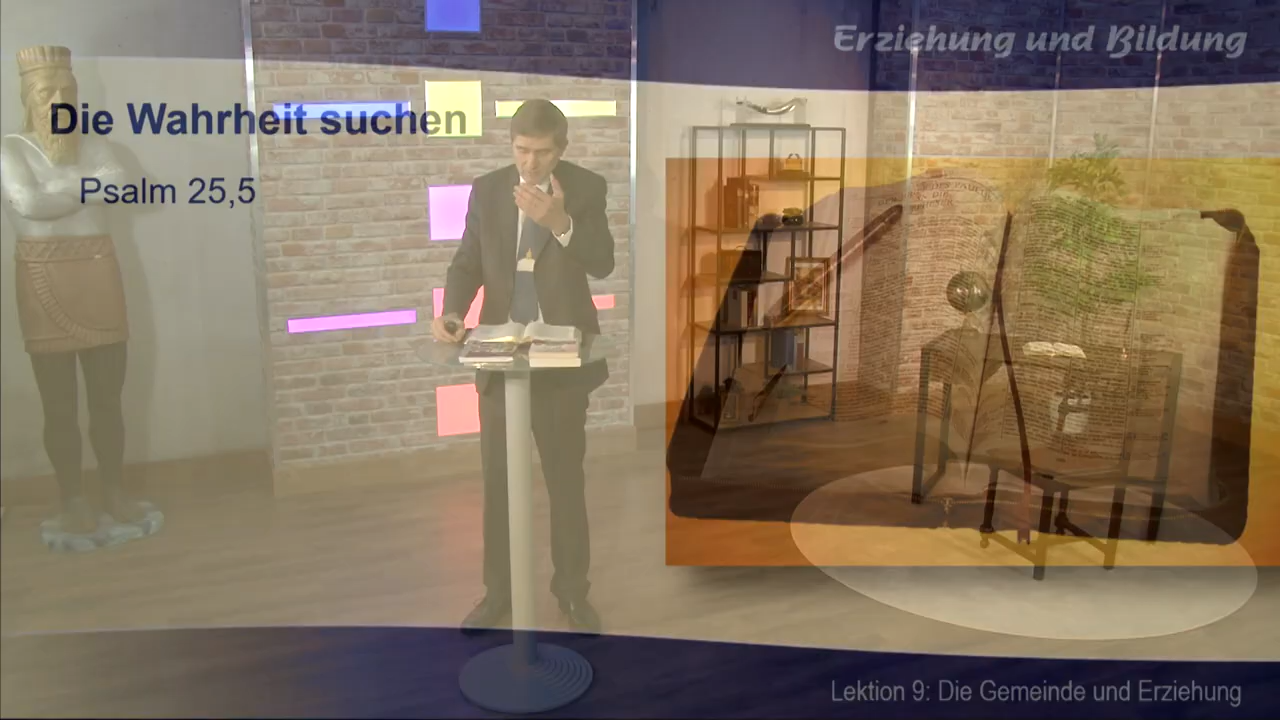 Erziehung und Bildung
Die Wahrheit suchen
Psalm 25,5
Lektion 9: Die Gemeinde und Erziehung